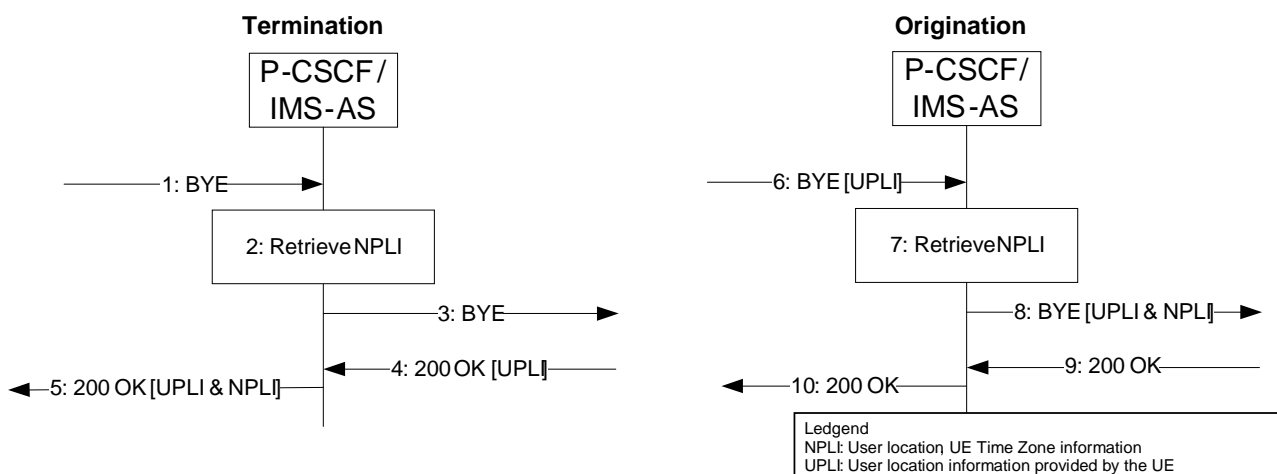 Termination
P-CSCF/
IMS-AS
1: BYE
2: Retrieve NPLI
3: BYE
4: 200 OK [UPLI]
5: 200 OK [UPLI & NPLI]
Origination
P-CSCF/
IMS-AS
6: BYE [UPLI]
7: Retrieve NPLI
8: BYE [UPLI & NPLI]
9: 200 OK
10: 200 OK
Ledgend
NPLI: User location, UE Time Zone information
UPLI: User location information provided by the UE